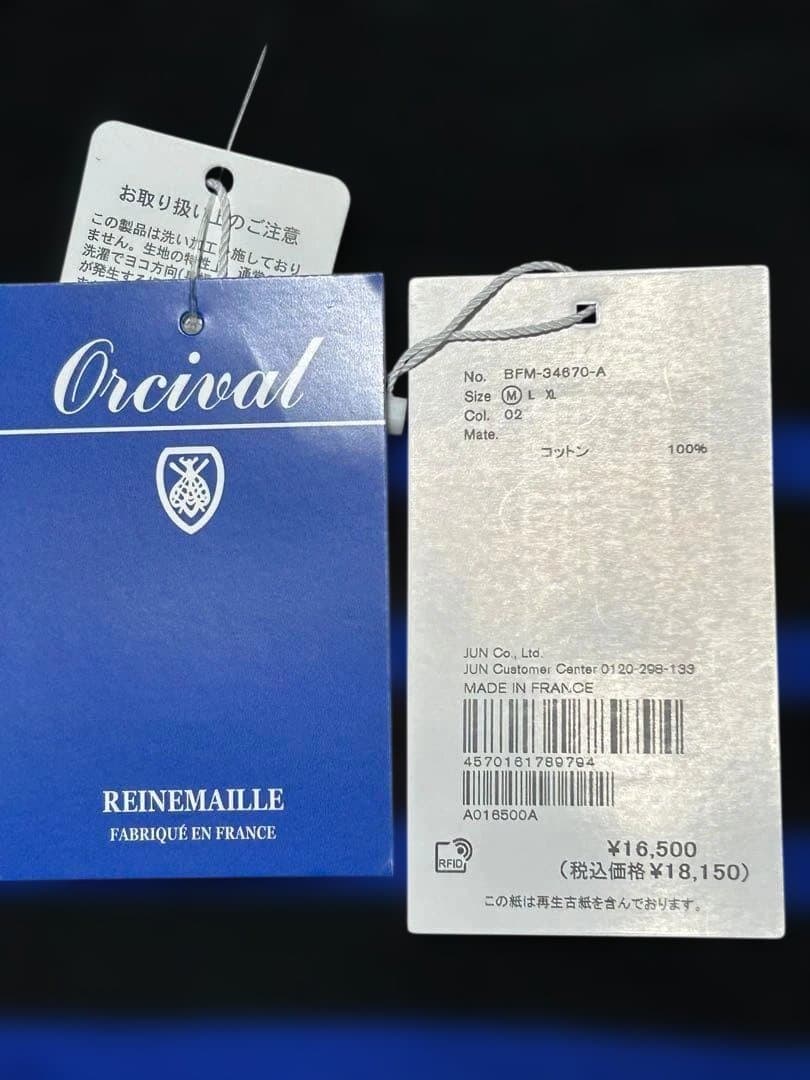 お取り扱い上のご注意
この製品は洗い加工 施しており
ません。生地の特性上、通常
洗濯でヨコ方向
が発生する
Orcival
REINEMAILLE
FABRIQUÉ EN FRANCE
No. BFM-34670-A
Size M L XL
Col. 02
Mate.
コットン 100%
JUN Co., Ltd.
JUN Customer Center 0120-298-133
MADE IN FRANCE
4570161789794
A016500A
RFID
¥16,500
(税込価格¥18,150)
この紙は再生古紙を含んでおります。